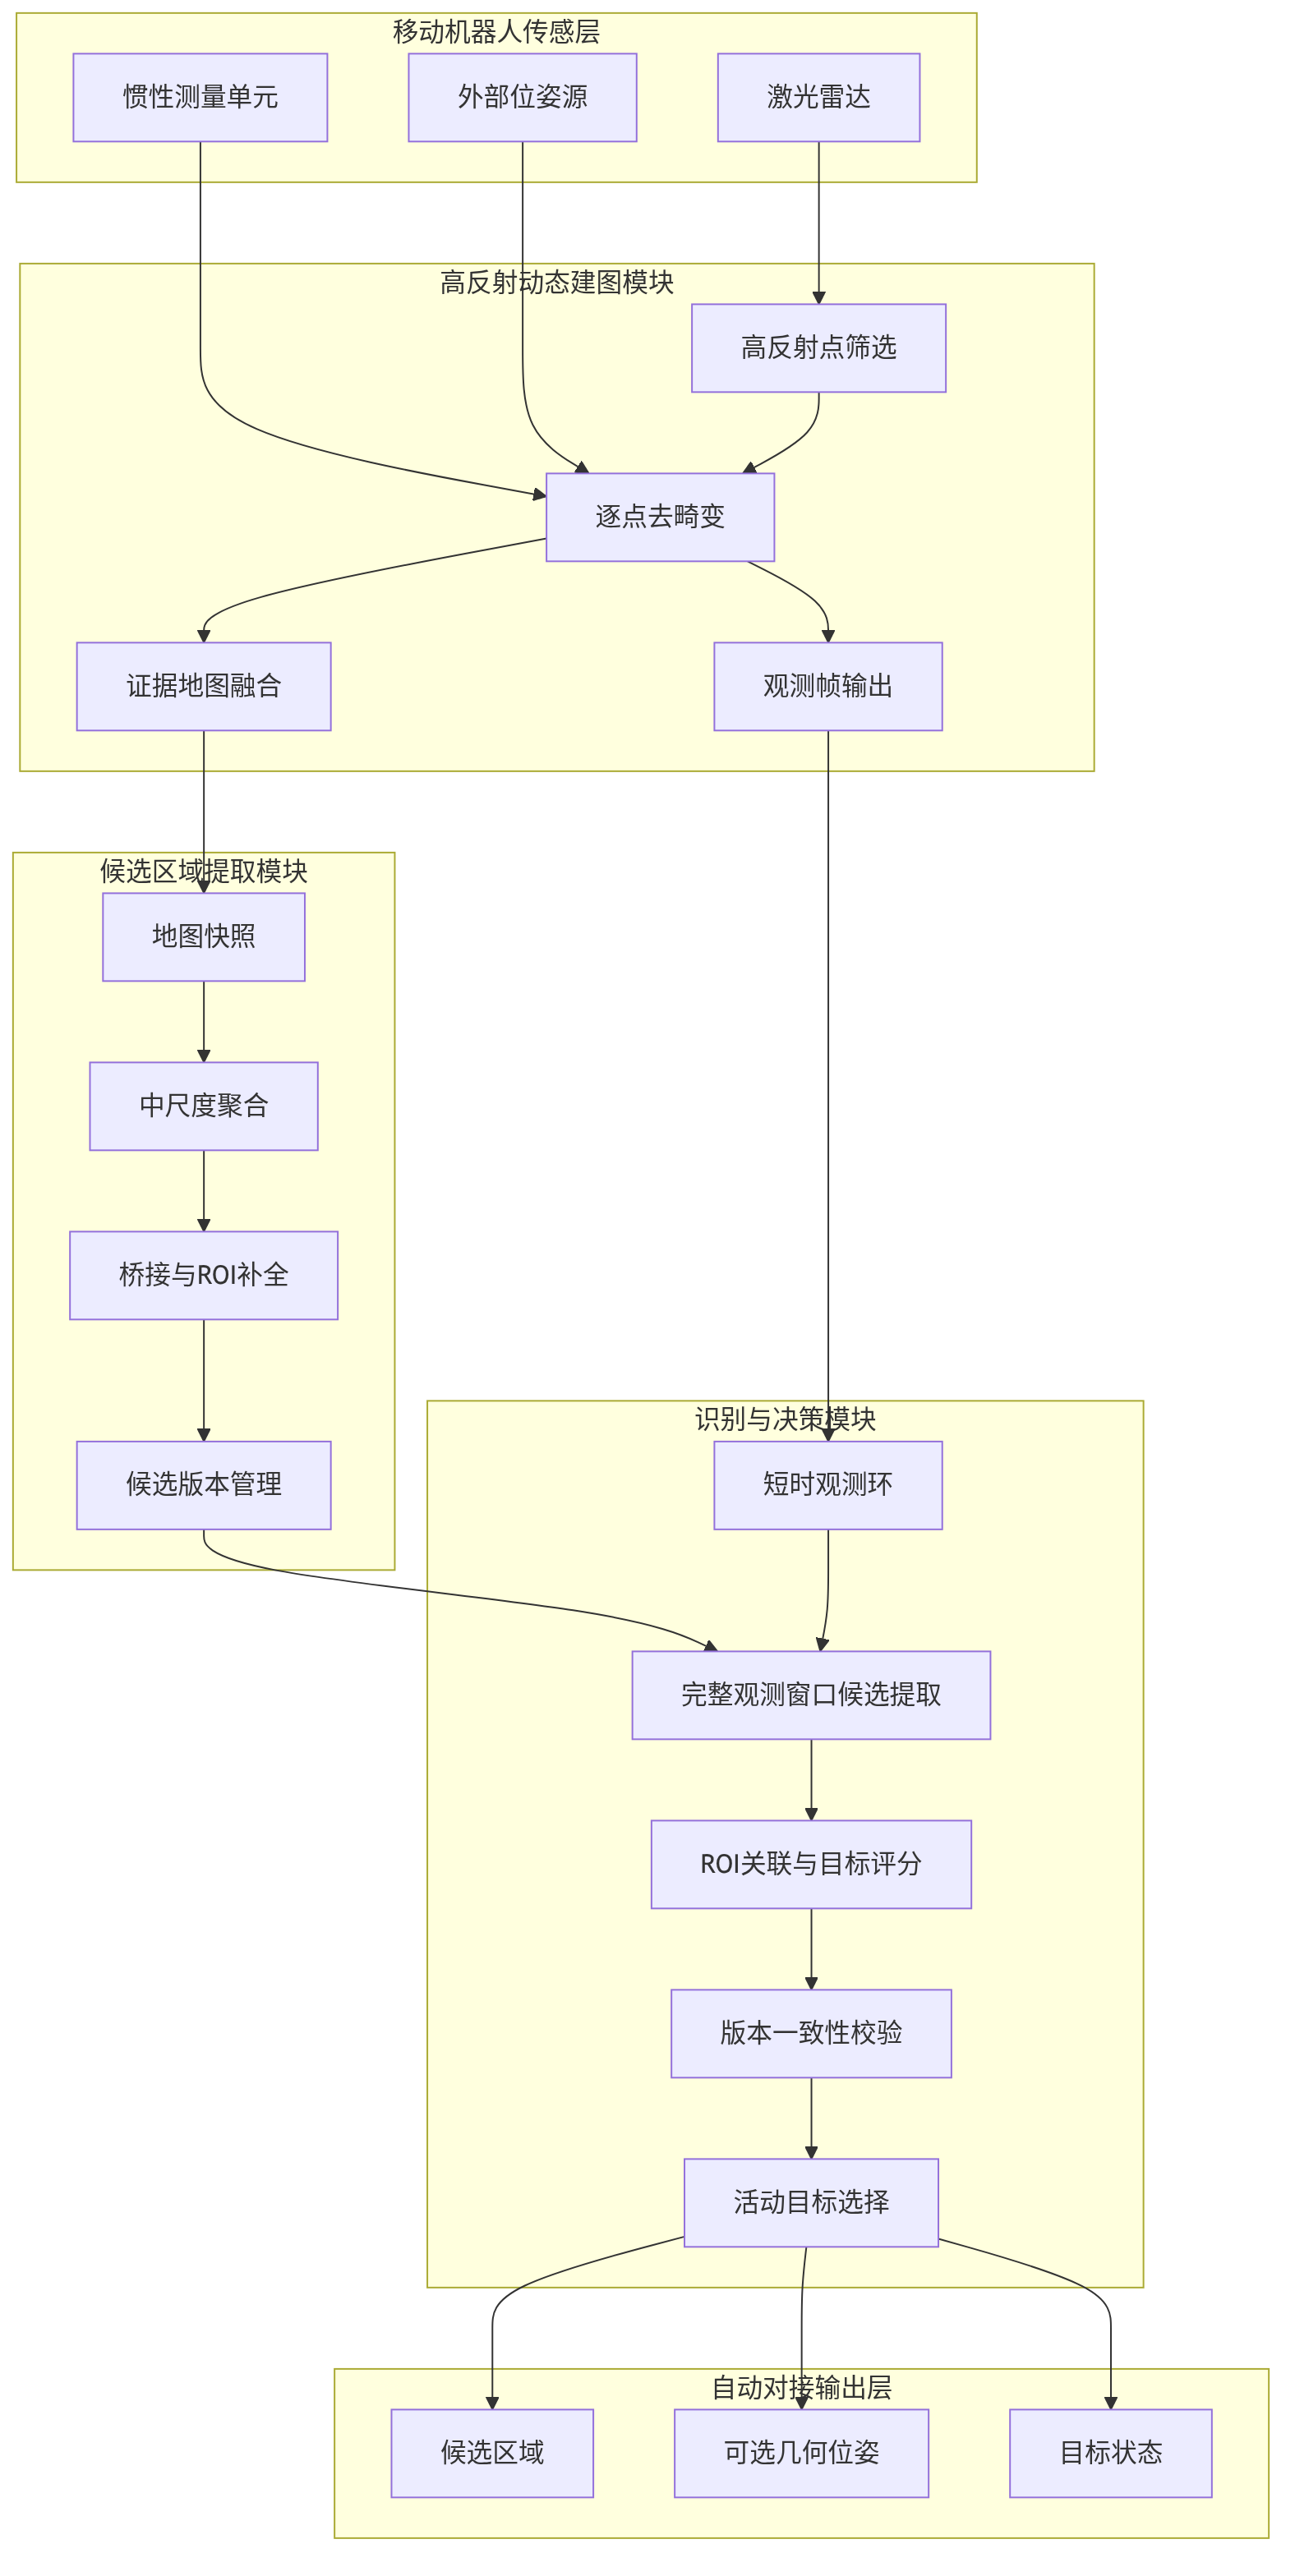 移动机器人传感层
惯性测量单元
外部位姿源
激光雷达
高反射动态建图模块
高反射点筛选
逐点去畸变
证据地图融合
观测帧输出
候选区域提取模块
地图快照
中尺度聚合
桥接与ROI补全
识别与决策模块
候选版本管理
短时观测环
完整观测窗口候选提取
ROI关联与目标评分
版本一致性校验
活动目标选择
自动对接输出层
候选区域
可选几何位姿
目标状态